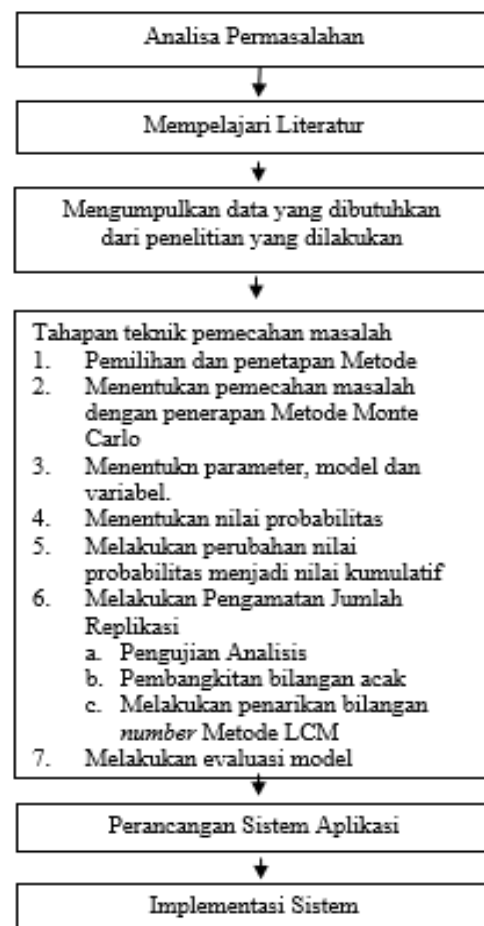 Analisa Permasalahan
Mempelajari Literatur
Mengumpulkan data yang dibutuhkan
dari penelitian yang dilakukan
Tahapan teknik pemecahan masalah
1. Pemilihan dan penetapan Metode
2. Menentukan pemecahan masalah
dengan penerapan Metode Monte
Carlo
3. Menentukn parameter, model dan
variabel.
4. Menentukan nilai probabilitas
5. Melakukan perubahan nilai
probabilitas menjadi nilai kumulatif
6. Melakukan Pengamatan Jumlah
Replikasi
a. Pengujian Analisis
b. Pembangkitan bilangan acak
c. Melakukan penarikan bilangan
number Metode LCM
7. Melakukan evaluasi model
Perancangan Sistem Aplikasi
Implementasi Sistem